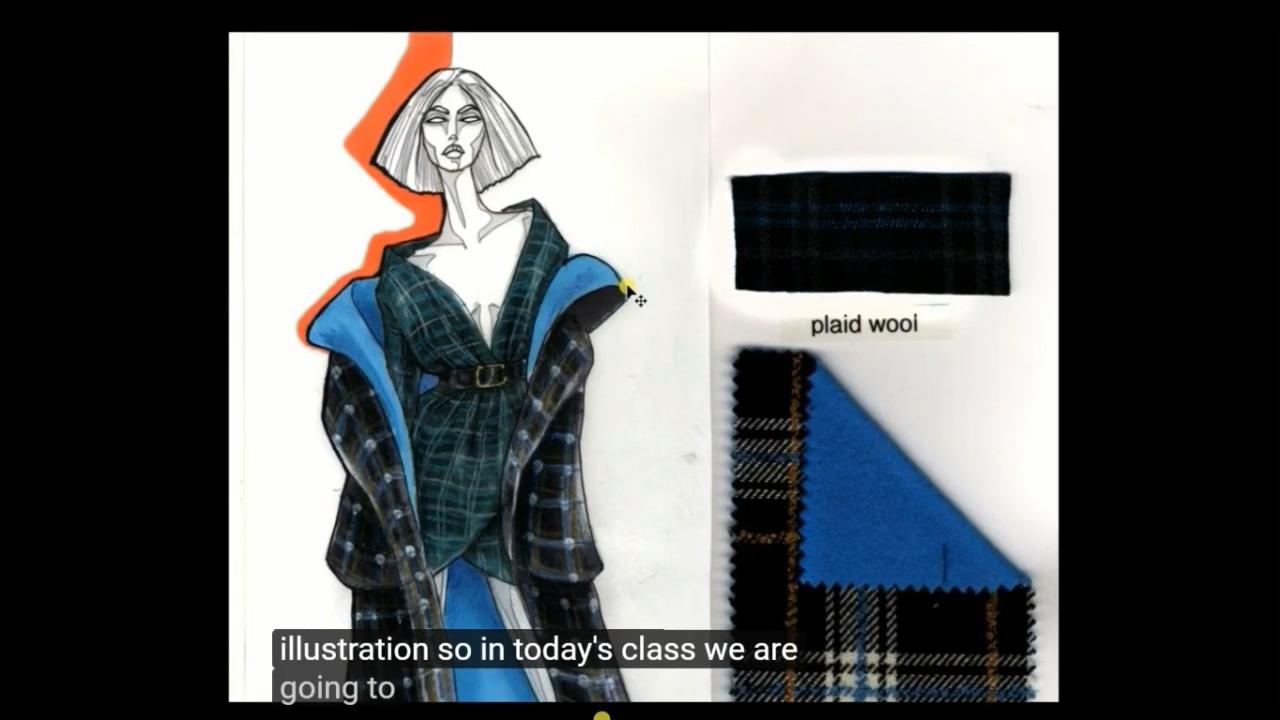 plaid wool
illustration so in today's class we are
going to